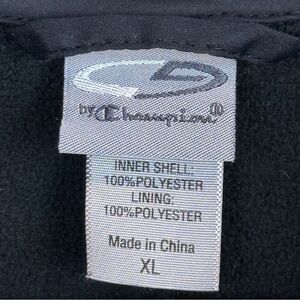 by Champion®
INNER SHELL:
100%POLYESTER
LINING:
100%POLYESTER
Made in China
XL